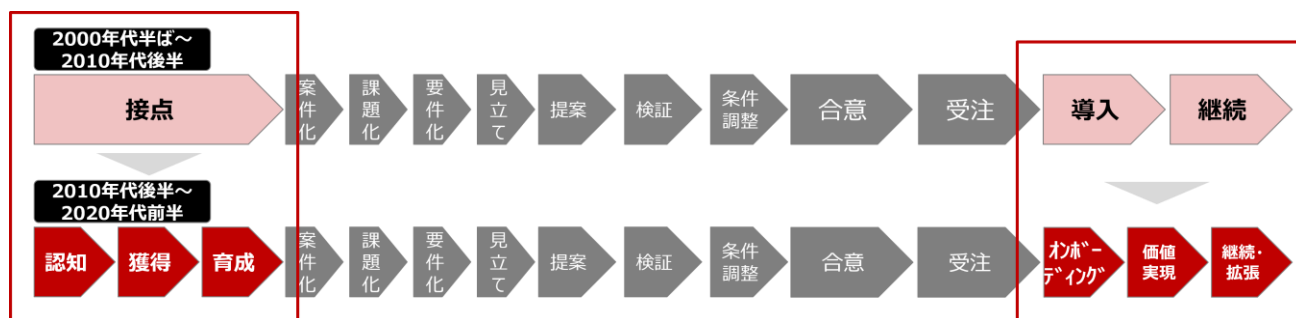 2000年代半ば～
2010年代後半
接点
案件化
課題化
要件化
見立て
提案
検証
条件
調整
合意
受注
導入
継続
2010年代後半～
2020年代前半
認知
獲得
育成
案件化
課題化
要件化
見立て
提案
検証
条件
調整
合意
受注
ｵﾝﾎﾞｰ
ﾃﾞｨﾝｸﾞ
価値
実現
継続・
拡張